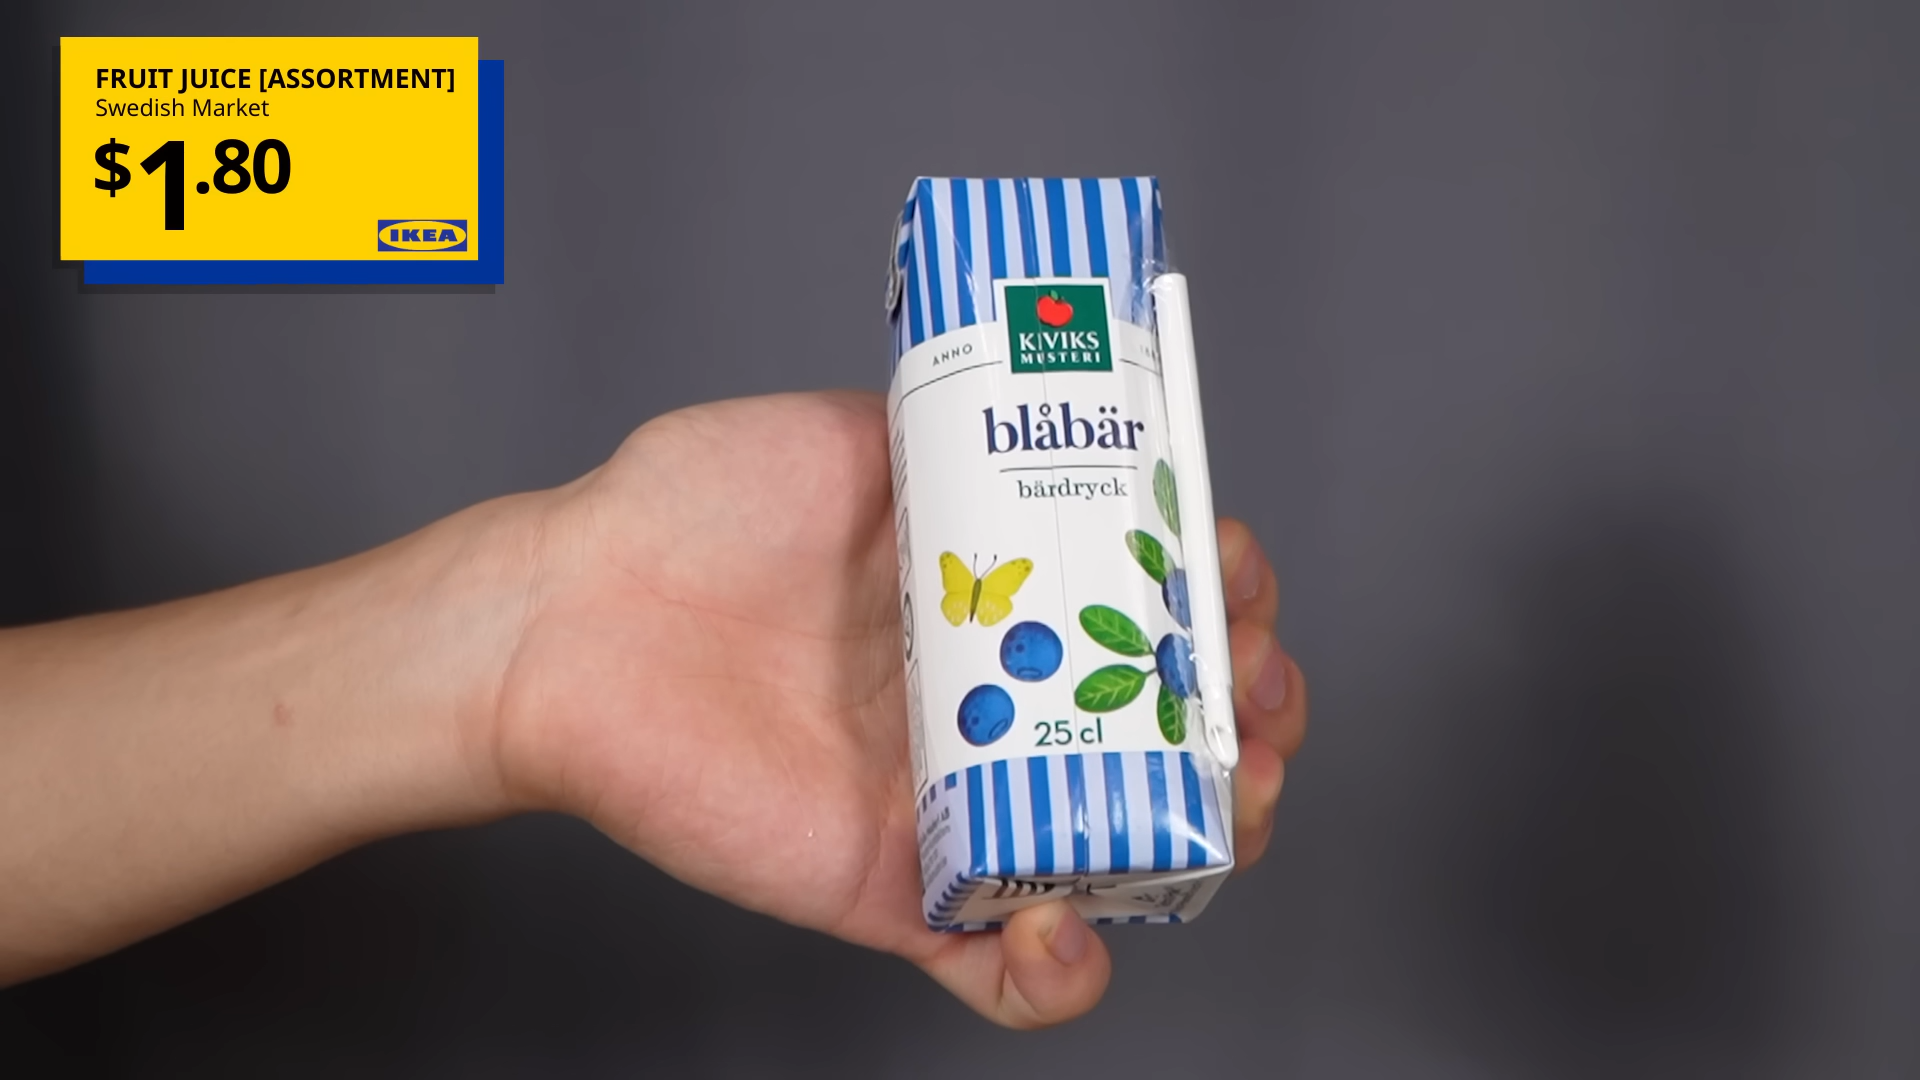 FRUIT JUICE [ASSORTMENT]
Swedish Market
$1.80
IKEA
KIVIKS
MUSTERI
ANNO
blåbär
bärdryck
25 cl